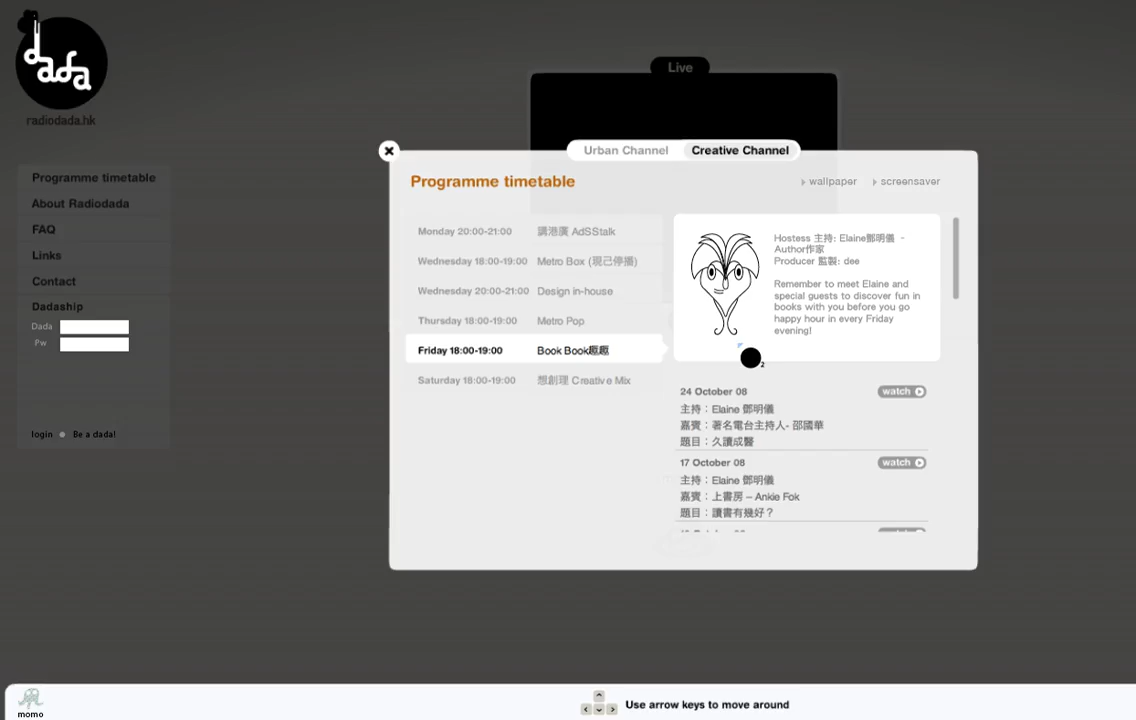 dada
radiodada.hk
Live
Urban Channel
Creative Channel
Programme timetable
wallpaper
screensaver
Programme timetable
About Radiodada
FAQ
Links
Contact
Dadaship
Dada
Pw
login
Be a dada!
Monday 20:00-21:00 講港廣 AdSStalk
Wednesday 18:00-19:00 Metro Box (現已停播)
Wednesday 20:00-21:00 Design in-house
Thursday 18:00-19:00 Metro Pop
Friday 18:00-19:00 Book Book趣趣
Saturday 18:00-19:00 想創理 Creative Mix
Hostess 主持: Elaine鄧明儀 -
Author作家
Producer 監製: dee
Remember to meet Elaine and
special guests to discover fun in
books with you before you go
happy hour in every Friday
evening!
2
24 October 08
watch
主持：Elaine 鄧明儀
嘉賓：著名電台主持人- 邵國華
題目：久讀成醫
17 October 08
watch
主持：Elaine 鄧明儀
嘉賓：上書房 – Ankie Fok
題目：讀書有幾好？
momo
Use arrow keys to move around